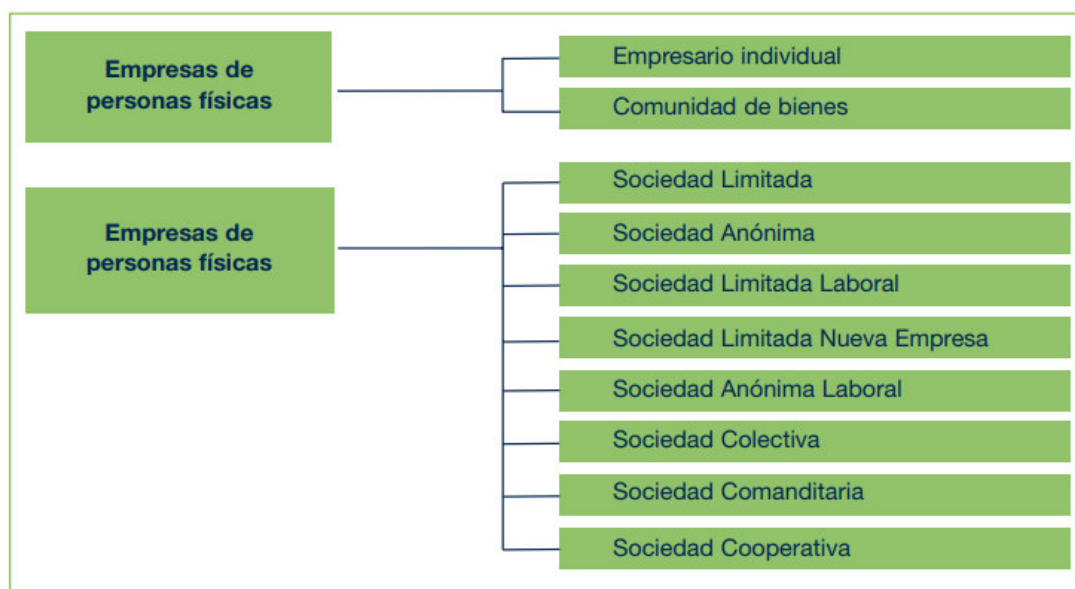 Empresas de
personas físicas
Empresario individual
Comunidad de bienes
Empresas de
personas físicas
Sociedad Limitada
Sociedad Anónima
Sociedad Limitada Laboral
Sociedad Limitada Nueva Empresa
Sociedad Anónima Laboral
Sociedad Colectiva
Sociedad Comanditaria
Sociedad Cooperativa